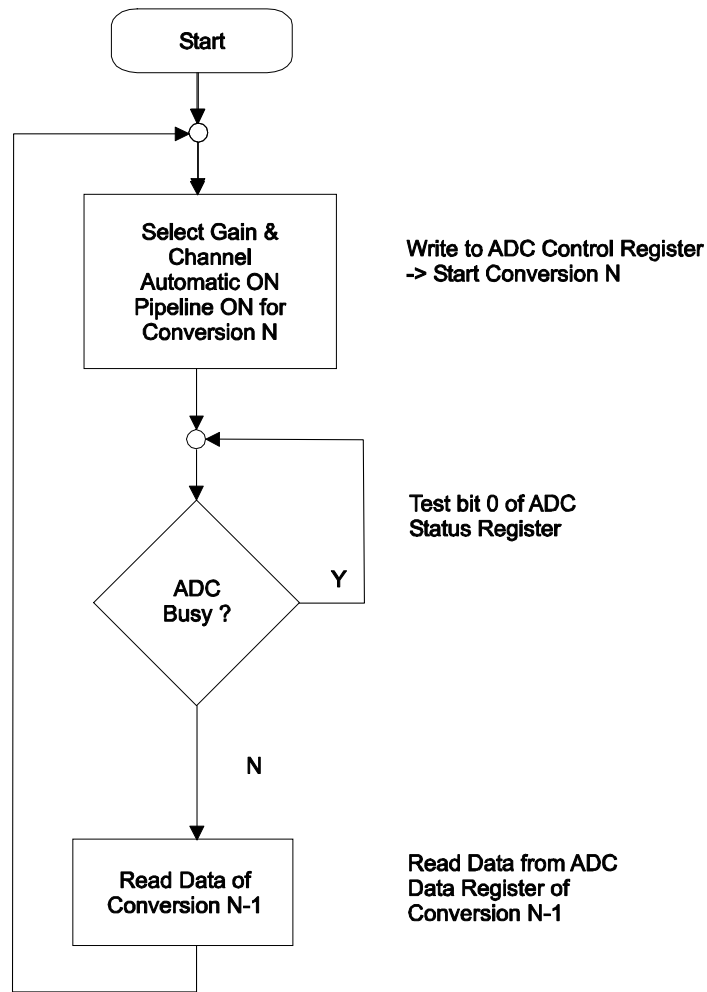 Start
Select Gain &
Channel
Automatic ON
Pipeline ON for
Conversion N
Write to ADC Control Register
-> Start Conversion N
Test bit 0 of ADC
Status Register
ADC
Busy ?
Y
N
Read Data of
Conversion N-1
Read Data from ADC
Data Register of
Conversion N-1